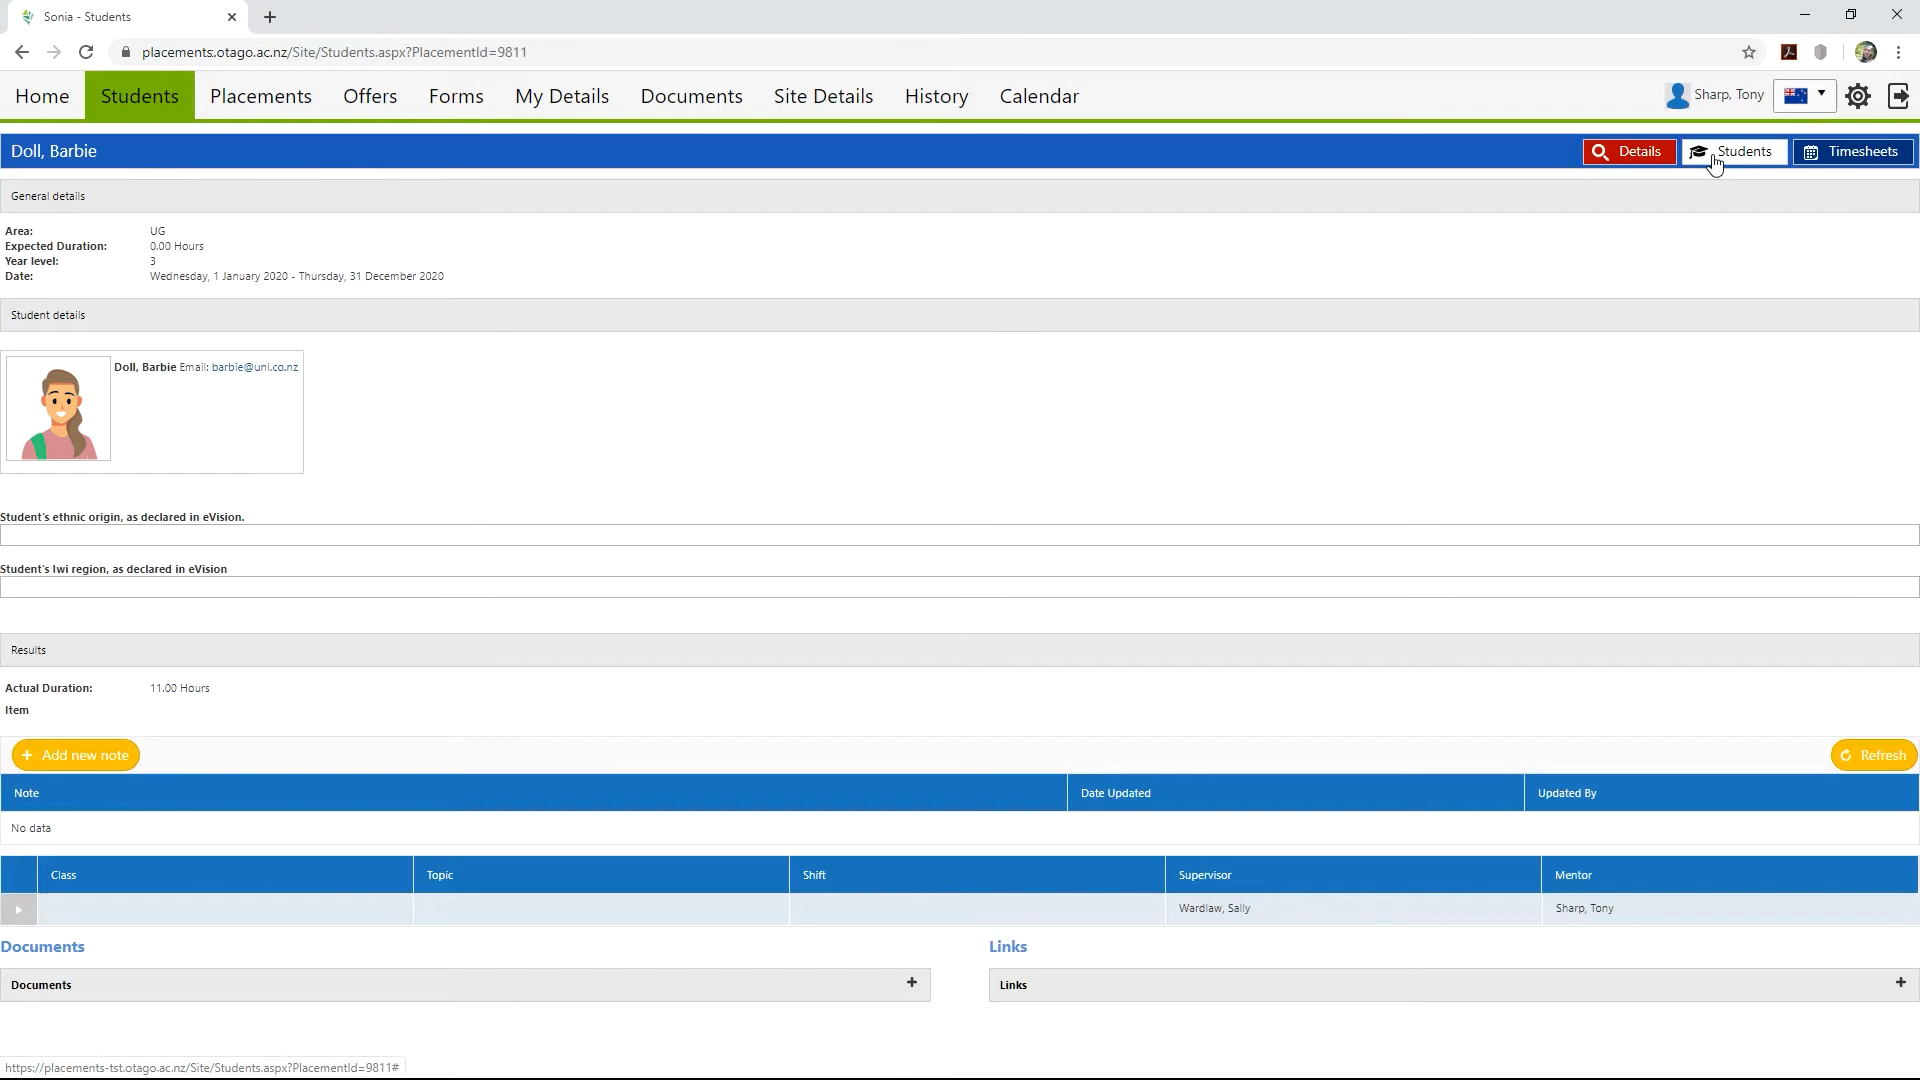 Sonia - Students
placements.otago.ac.nz/Site/Students.aspx?PlacementId=9811
Home Students Placements Offers Forms My Details Documents Site Details History Calendar Sharp, Tony
Doll, Barbie Details Students Timesheets
General details
Area: UG
Expected Duration: 0.00 Hours
Year level: 3
Date: Wednesday, 1 January 2020 - Thursday, 31 December 2020
Student details
Doll, Barbie Email: barbie@uni.co.nz
Student's ethnic origin, as declared in eVision.
Student's Iwi region, as declared in eVision
Results
Actual Duration: 11.00 Hours
Item
+ Add new note Refresh
Note Date Updated Updated By
No data
Class Topic Shift Supervisor Mentor
Wardlaw, Sally Sharp, Tony
Documents Links
Documents + Links +
https://placements-tst.otago.ac.nz/Site/Students.aspx?PlacementId=9811#